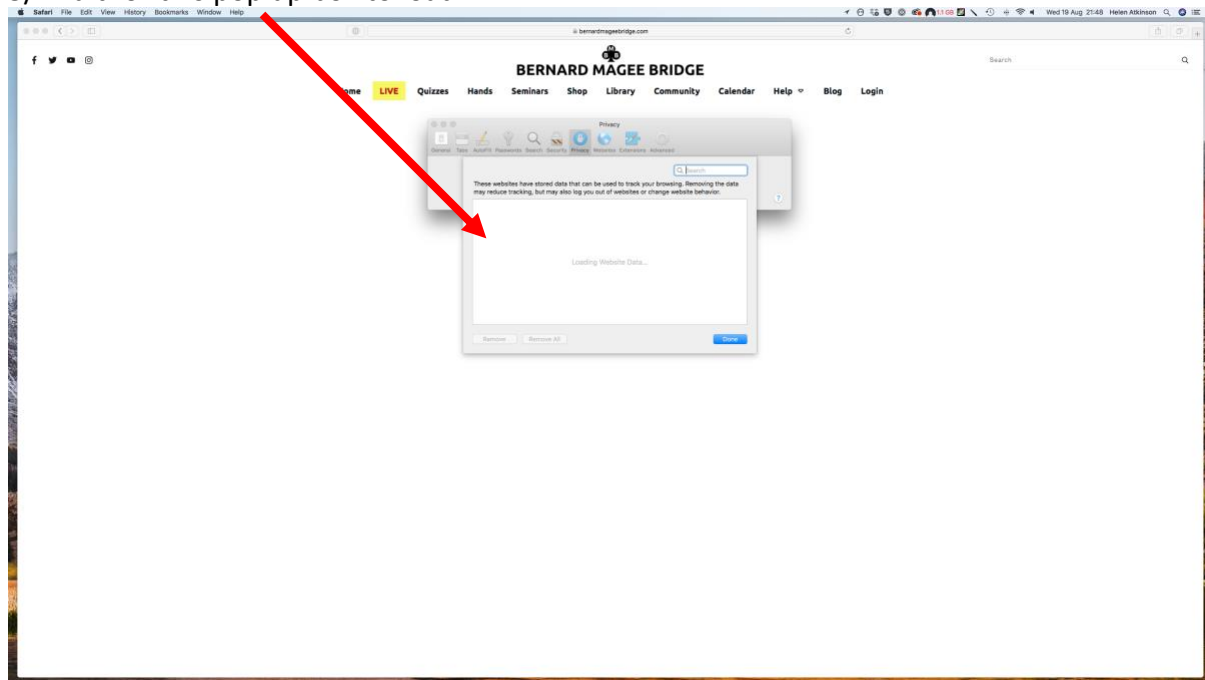 Safari File Edit View History Bookmarks Window Help 1.1 GB Wed 19 Aug 21:48 Helen Atkinson
bernardmageebridge.com
BERNARD MAGEE BRIDGE
Search
Home LIVE Quizzes Hands Seminars Shop Library Community Calendar Help Blog Login
Privacy
General Tabs AutoFill Passwords Search Security Privacy Websites Extensions Advanced
Search
These websites have stored data that can be used to track your browsing. Removing the data
may reduce tracking, but may also log you out of websites or change website behavior.
?
Loading Website Data...
Remove Remove All Done